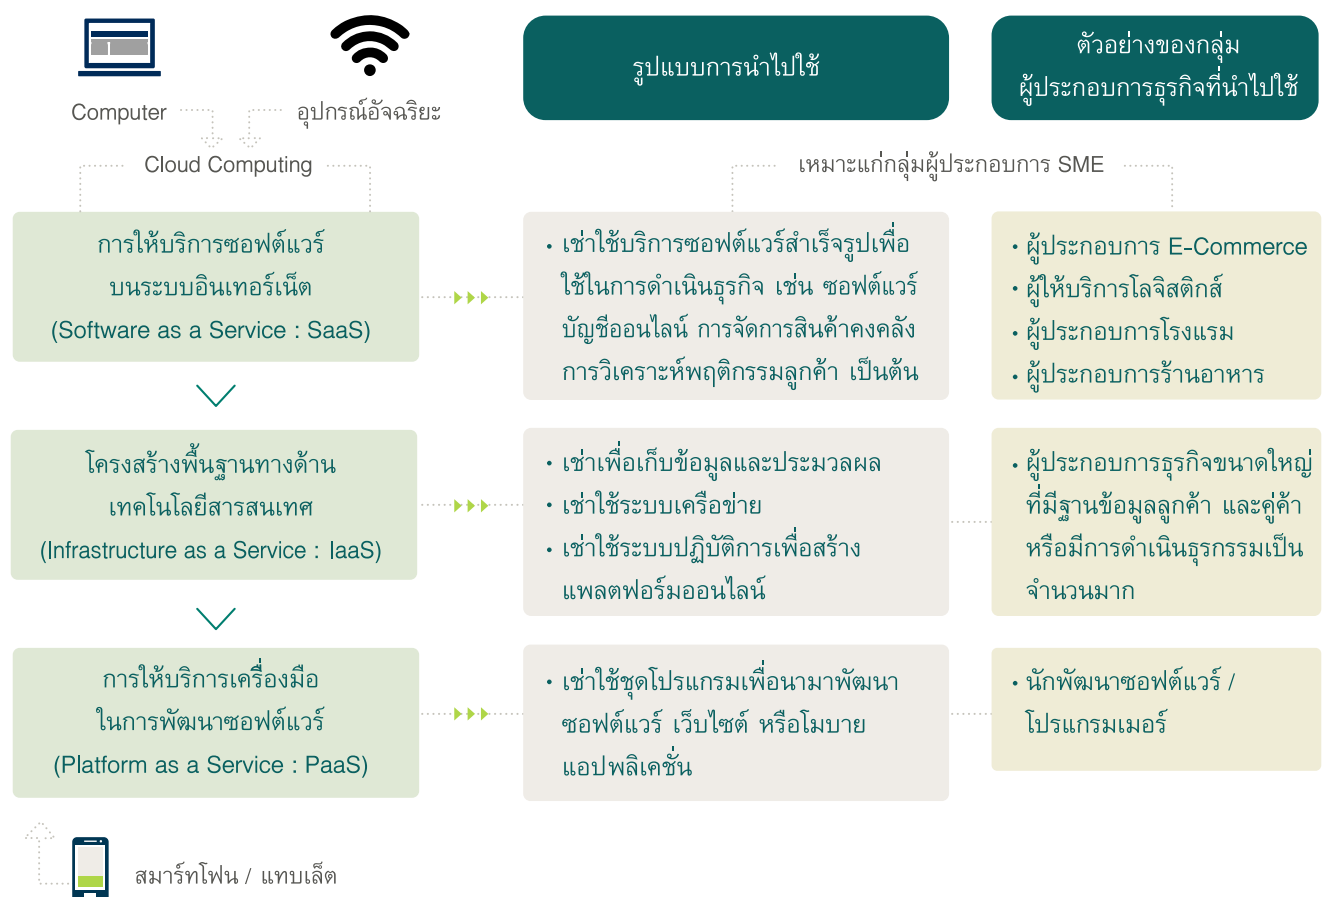 รูปแบบการนำไปใช้
ตัวอย่างของกลุ่ม
ผู้ประกอบการธุรกิจที่นำไปใช้
Computer
อุปกรณ์อัจฉริยะ
Cloud Computing
เหมาะแก่กลุ่มผู้ประกอบการ SME
การให้บริการซอฟต์แวร์
บนระบบอินเทอร์เน็ต
(Software as a Service : SaaS)
• เช่าใช้บริการซอฟต์แวร์สำเร็จรูปเพื่อ
ใช้ในการดำเนินธุรกิจ เช่น ซอฟต์แวร์
บัญชีออนไลน์ การจัดการสินค้าคงคลัง
การวิเคราะห์พฤติกรรมลูกค้า เป็นต้น
• ผู้ประกอบการ E-Commerce
• ผู้ให้บริการโลจิสติกส์
• ผู้ประกอบการโรงแรม
• ผู้ประกอบการร้านอาหาร
โครงสร้างพื้นฐานทางด้าน
เทคโนโลยีสารสนเทศ
(Infrastructure as a Service : IaaS)
• เช่าเพื่อเก็บข้อมูลและประมวลผล
• เช่าใช้ระบบเครือข่าย
• เช่าใช้ระบบปฏิบัติการเพื่อสร้าง
แพลตฟอร์มออนไลน์
• ผู้ประกอบการธุรกิจขนาดใหญ่
ที่มีฐานข้อมูลลูกค้า และคู่ค้า
หรือมีการดำเนินธุรกรรมเป็น
จำนวนมาก
การให้บริการเครื่องมือ
ในการพัฒนาซอฟต์แวร์
(Platform as a Service : PaaS)
• เช่าใช้ชุดโปรแกรมเพื่อนามาพัฒนา
ซอฟต์แวร์ เว็บไซต์ หรือโมบาย
แอปพลิเคชั่น
• นักพัฒนาซอฟต์แวร์ /
โปรแกรมเมอร์
สมาร์ทโฟน / แทบเล็ต